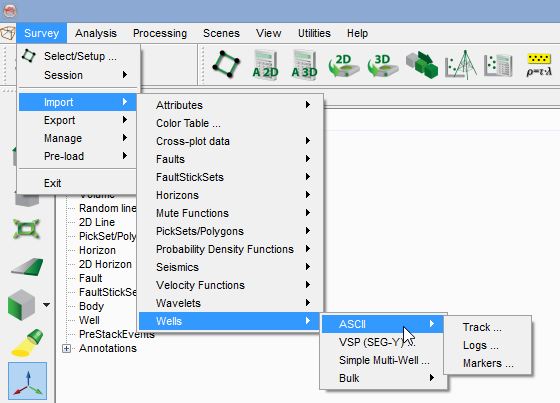 Survey Analysis Processing Scenes View Utilities Help
Select/Setup ...
Session
Import
Export
Manage
Pre-load
Exit
A 2D A 3D 2D 3D ρ=τ·λ
Attributes
Color Table ...
Cross-plot data
Faults
FaultStickSets
Horizons
Mute Functions
PickSets/Polygons
Probability Density Functions
Seismics
Velocity Functions
Wavelets
Wells
ASCII
VSP (SEG-Y) ...
Simple Multi-Well ...
Bulk
Track ...
Logs ...
Markers ...
Volume
Random line
2D Line
PickSet/Poly
Horizon
2D Horizon
Fault
FaultStickSe
Body
Well
PreStackEvents
Annotations